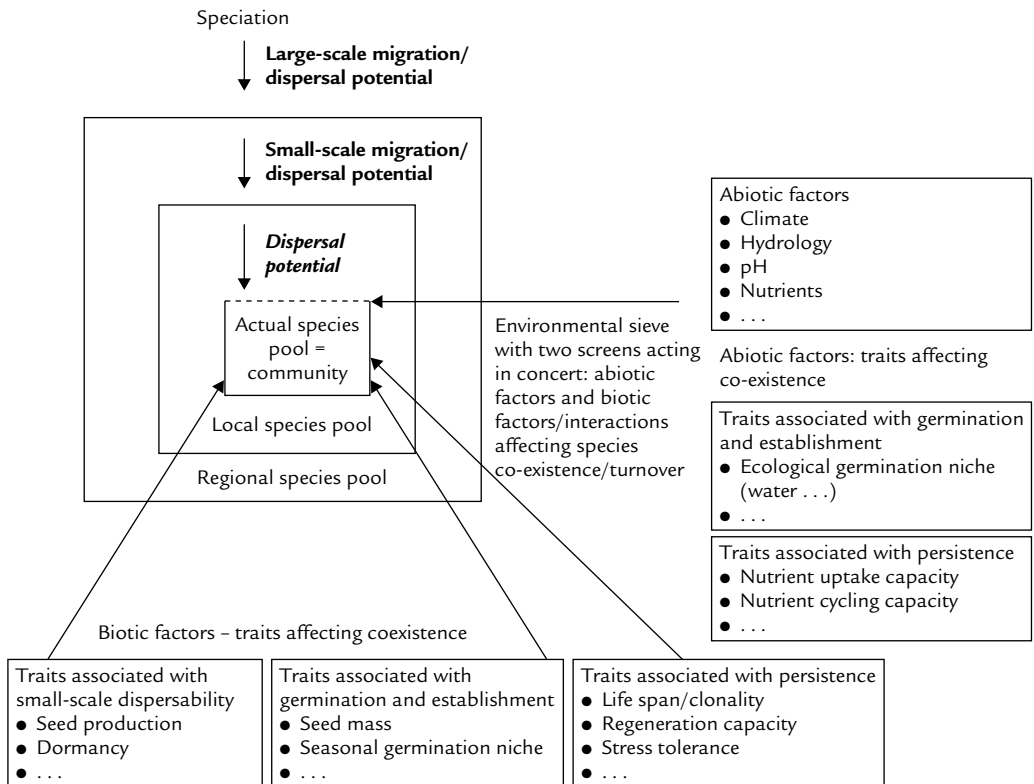 Speciation
Large-scale migration/
dispersal potential
Small-scale migration/
dispersal potential
Dispersal
potential
Actual species
pool =
community
Local species pool
Regional species pool
Environmental sieve
with two screens acting
in concert: abiotic
factors and biotic
factors/interactions
affecting species
co-existence/turnover
Abiotic factors
● Climate
● Hydrology
● pH
● Nutrients
● . . .
Abiotic factors: traits affecting
co-existence
Traits associated with germination
and establishment
● Ecological germination niche
(water . . .)
● . . .
Traits associated with persistence
● Nutrient uptake capacity
● Nutrient cycling capacity
● . . .
Biotic factors – traits affecting coexistence
Traits associated with
small-scale dispersability
● Seed production
● Dormancy
● . . .
Traits associated with
germination and establishment
● Seed mass
● Seasonal germination niche
● . . .
Traits associated with persistence
● Life span/clonality
● Regeneration capacity
● Stress tolerance
● . . .